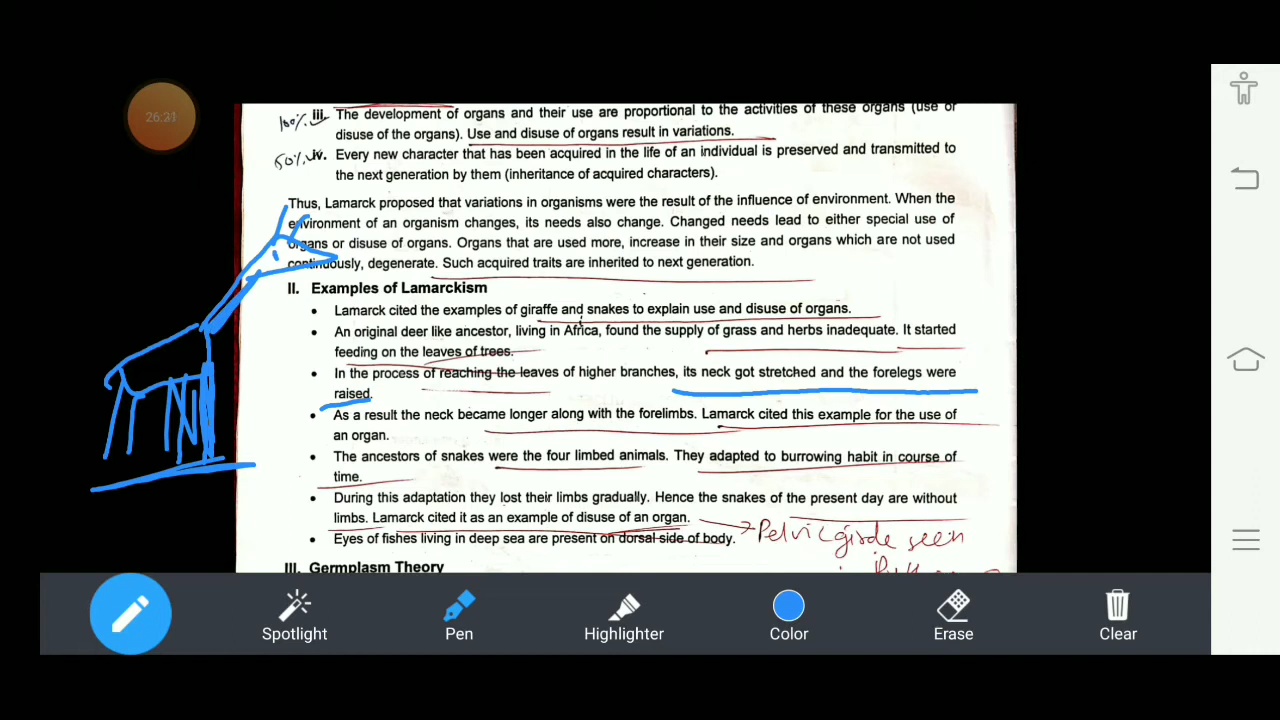 26:31
100% iii. The development of organs and their use are proportional to the activities of these organs (use or
disuse of the organs). Use and disuse of organs result in variations.
50% iv. Every new character that has been acquired in the life of an individual is preserved and transmitted to
the next generation by them (inheritance of acquired characters).
Thus, Lamarck proposed that variations in organisms were the result of the influence of environment. When the
environment of an organism changes, its needs also change. Changed needs lead to either special use of
organs or disuse of organs. Organs that are used more, increase in their size and organs which are not used
continuously, degenerate. Such acquired traits are inherited to next generation.
II. Examples of Lamarckism
• Lamarck cited the examples of giraffe and snakes to explain use and disuse of organs.
• An original deer like ancestor, living in Africa, found the supply of grass and herbs inadequate. It started
feeding on the leaves of trees.
• In the process of reaching the leaves of higher branches, its neck got stretched and the forelegs were
raised.
• As a result the neck became longer along with the forelimbs. Lamarck cited this example for the use of
an organ.
• The ancestors of snakes were the four limbed animals. They adapted to burrowing habit in course of
time.
• During this adaptation they lost their limbs gradually. Hence the snakes of the present day are without
limbs. Lamarck cited it as an example of disuse of an organ.
• Eyes of fishes living in deep sea are present on dorsal side of body. Pelvic girde seen
III. Germplasm Theory
Spotlight
Pen
Highlighter
Color
Erase
Clear